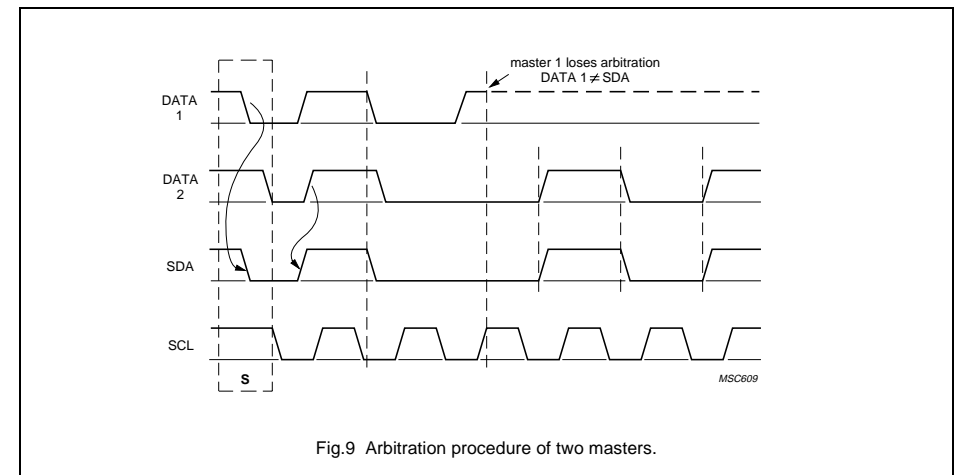 master 1 loses arbitration
DATA 1 ≠ SDA
DATA
1
DATA
2
SDA
SCL
S
MSC609
Fig.9 Arbitration procedure of two masters.